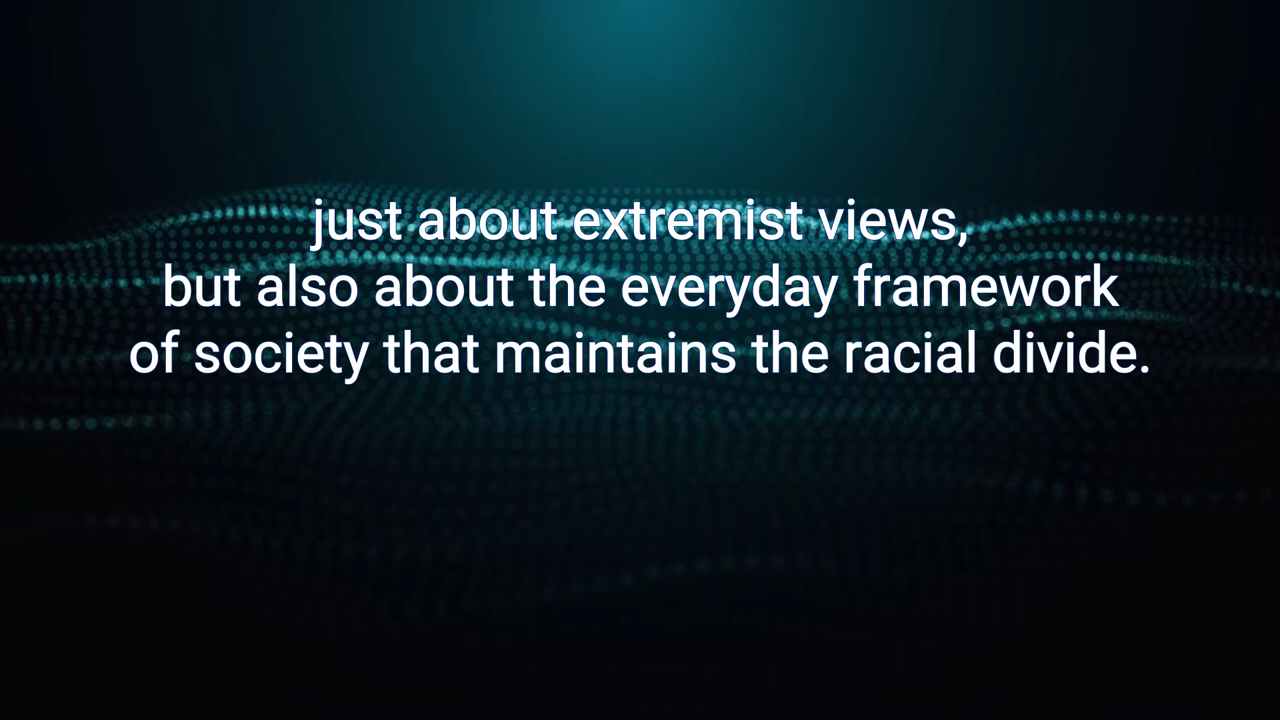 just about extremist views,
but also about the everyday framework
of society that maintains the racial divide.